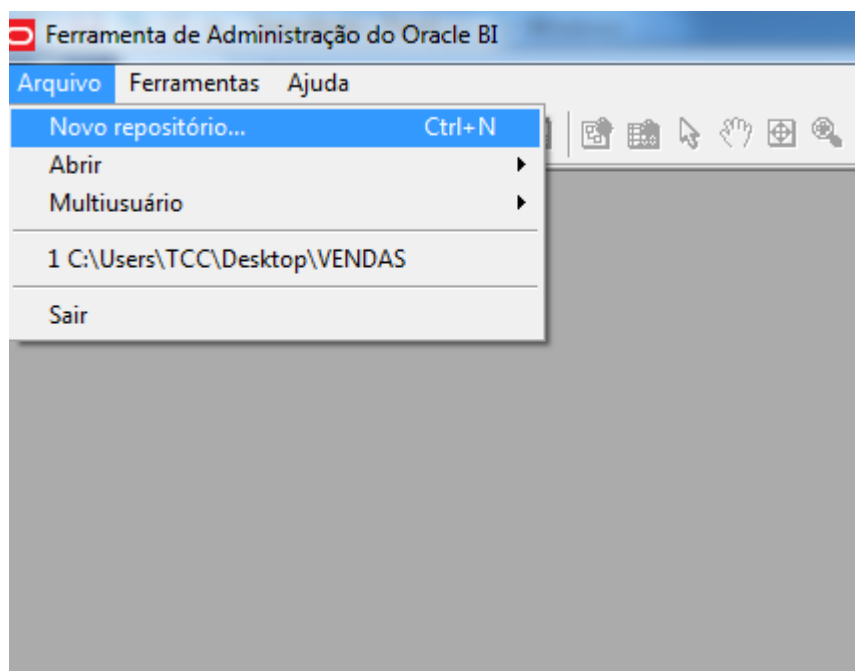 Ferramenta de Administração do Oracle BI
Arquivo Ferramentas Ajuda
Novo repositório... Ctrl+N
Abrir
Multiusuário
1 C:\Users\TCC\Desktop\VENDAS
Sair